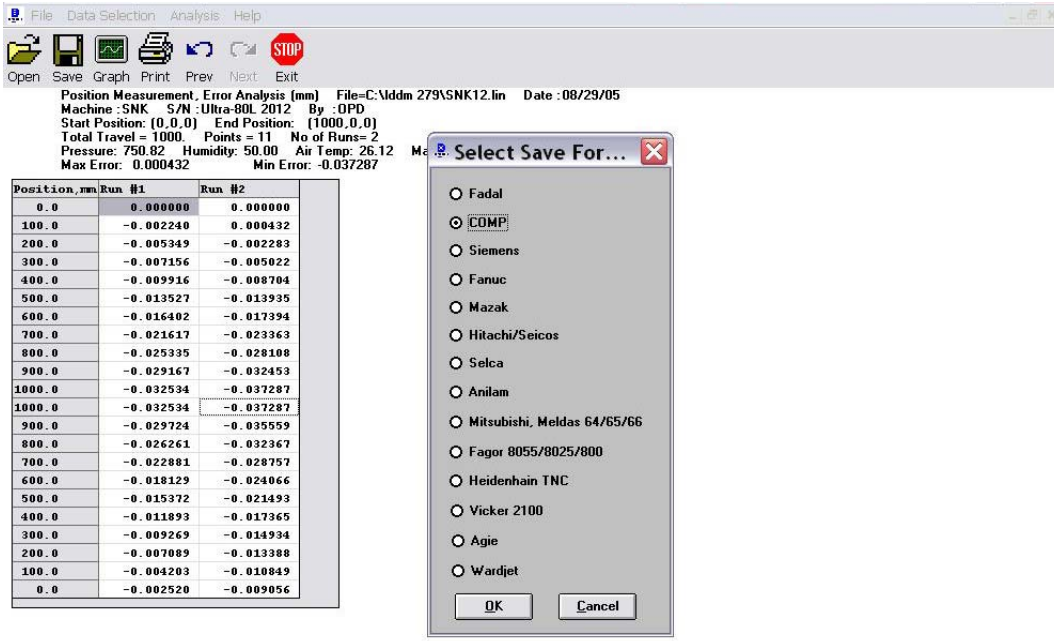 File Data Selection Analysis Help
STOP
Open Save Graph Print Prev Next Exit
Position Measurement, Error Analysis (mm) File=C:\lddm 279\SNK12.lin Date :08/29/05
Machine :SNK S/N :Ultra-80L 2012 By :OPD
Start Position: (0,0,0) End Position: (1000,0,0)
Total Travel = 1000. Points = 11 No of Runs= 2
Pressure: 750.82 Humidity: 50.00 Air Temp: 26.12 Ma
Max Error: 0.000432 Min Error: -0.037287
Position,mm Run #1 Run #2
0.0 0.000000 0.000000
100.0 -0.002240 0.000432
200.0 -0.005349 -0.002283
300.0 -0.007156 -0.005022
400.0 -0.009916 -0.008704
500.0 -0.013527 -0.013935
600.0 -0.016402 -0.017394
700.0 -0.021617 -0.023363
800.0 -0.025335 -0.028108
900.0 -0.029167 -0.032453
1000.0 -0.032534 -0.037287
1000.0 -0.032534 -0.037287
900.0 -0.029724 -0.035559
800.0 -0.026261 -0.032367
700.0 -0.022881 -0.028757
600.0 -0.018129 -0.024066
500.0 -0.015372 -0.021493
400.0 -0.011893 -0.017365
300.0 -0.009269 -0.014934
200.0 -0.007089 -0.013388
100.0 -0.004203 -0.010849
0.0 -0.002520 -0.009056
Select Save For...
Fadal
COMP
Siemens
Fanuc
Mazak
Hitachi/Seicos
Selca
Anilam
Mitsubishi, Meldas 64/65/66
Fagor 8055/8025/800
Heidenhain TNC
Vicker 2100
Agie
Wardjet
OK Cancel